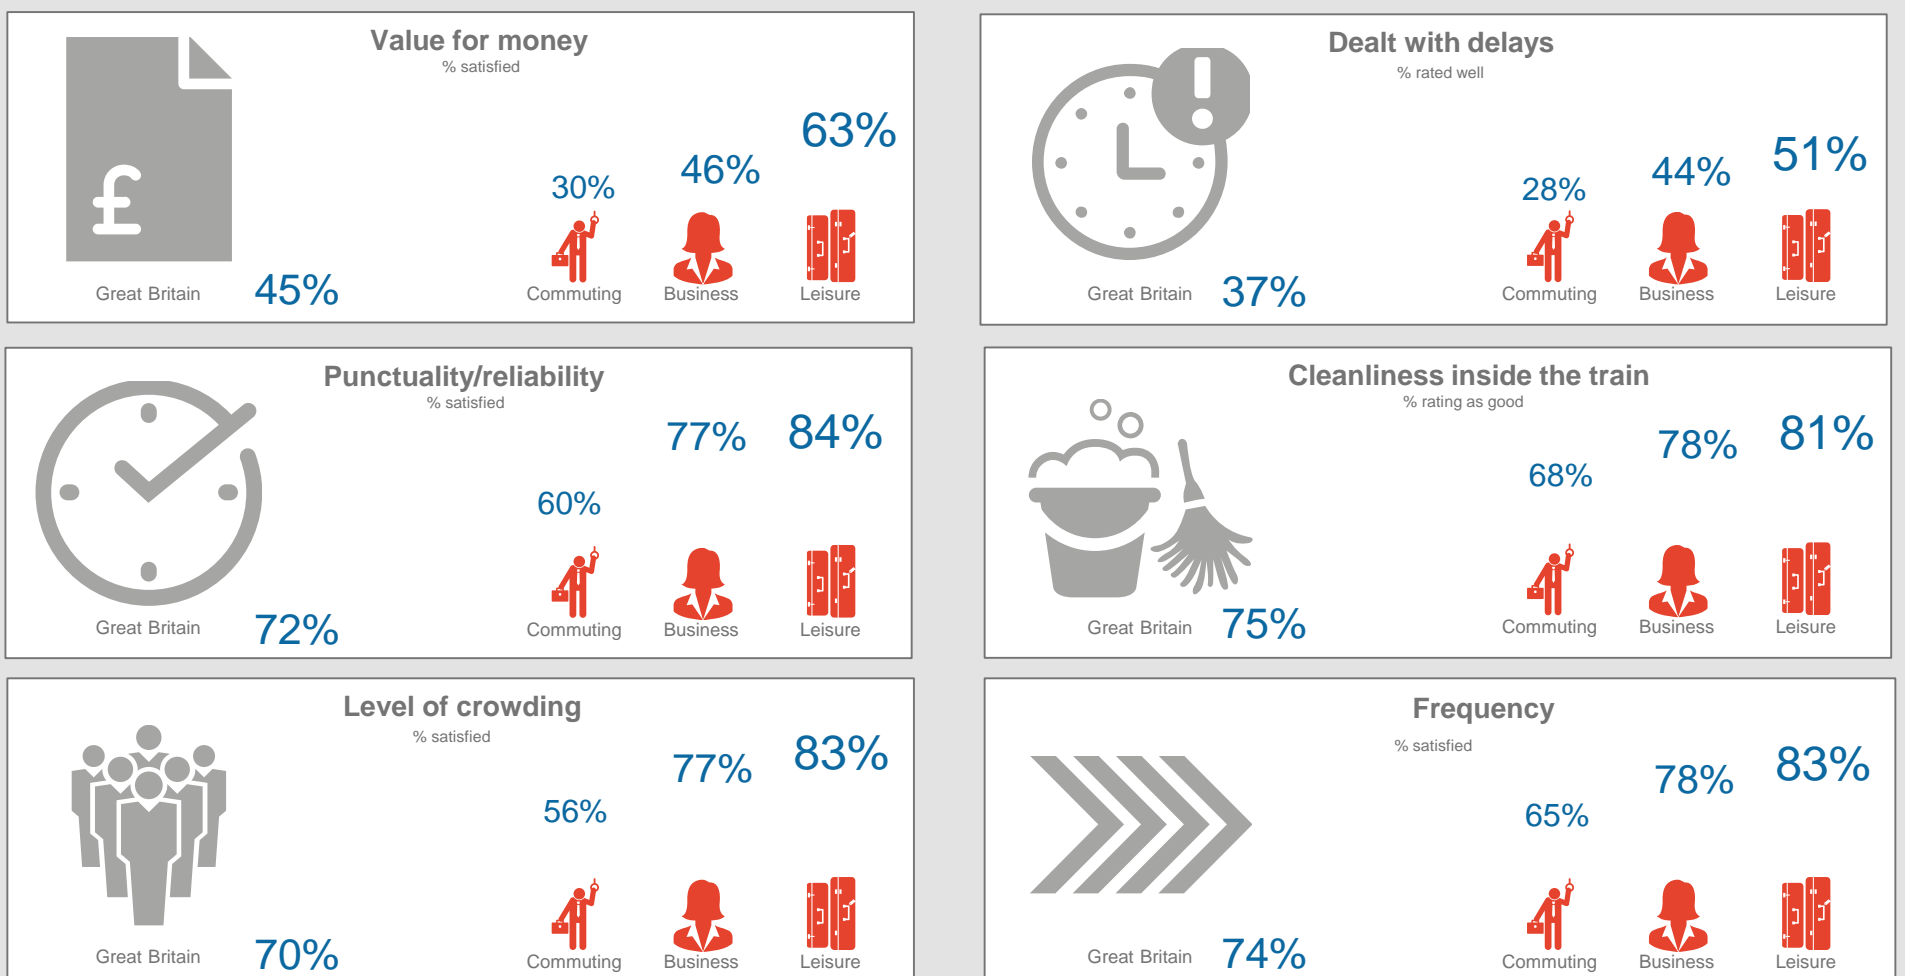 Value for money
% satisfied
63%
46%
30%
£
Great Britain 45%
Commuting Business Leisure
Dealt with delays
% rated well
!
51%
44%
28%
Great Britain 37%
Commuting Business Leisure
Punctuality/reliability
% satisfied
77% 84%
60%
Great Britain 72%
Commuting Business Leisure
Cleanliness inside the train
% rating as good
78% 81%
68%
Great Britain 75%
Commuting Business Leisure
Level of crowding
% satisfied
77% 83%
56%
Great Britain 70%
Commuting Business Leisure
Frequency
% satisfied
78% 83%
65%
Great Britain 74%
Commuting Business Leisure